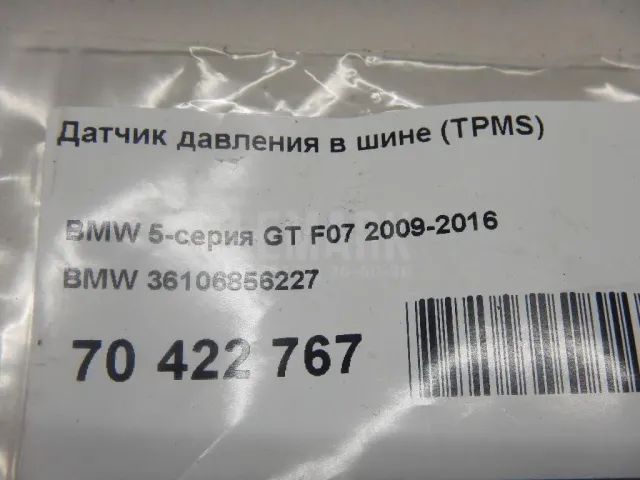 Датчик давления в шине (TPMS)
BMW 5-серия GT F07 2009-2016
BMW 36106856227
70 422 767